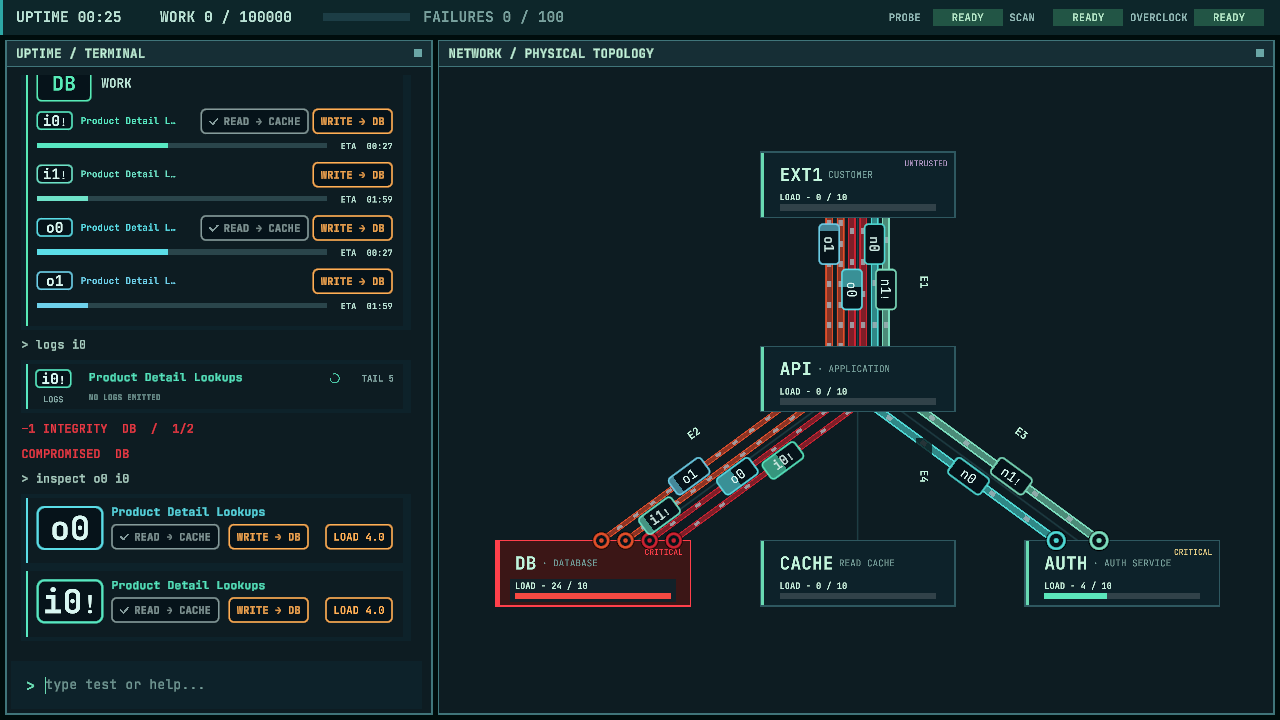 UPTIME 00:25 WORK 0 / 100000 FAILURES 0 / 100 PROBE READY SCAN READY OVERCLOCK READY
UPTIME / TERMINAL
DB WORK
i0! Product Detail L… ✓ READ → CACHE WRITE → DB
ETA 00:27
i1! Product Detail L… WRITE → DB
ETA 01:59
o0 Product Detail L… ✓ READ → CACHE WRITE → DB
ETA 00:27
o1 Product Detail L… WRITE → DB
ETA 01:59
> logs i0
i0! Product Detail Lookups TAIL 5
LOGS NO LOGS EMITTED
−1 INTEGRITY DB / 1/2
COMPROMISED DB
> inspect o0 i0
o0 Product Detail Lookups
✓ READ → CACHE WRITE → DB LOAD 4.0
i0! Product Detail Lookups
✓ READ → CACHE WRITE → DB LOAD 4.0
> type test or help...
NETWORK / PHYSICAL TOPOLOGY
UNTRUSTED
EXT1 CUSTOMER
LOAD - 0 / 10
o1 n0
o0 n1! E1
API · APPLICATION
LOAD - 0 / 10
E2 E3
E4
o1 o0 i0! n0 n1!
i1!
CRITICAL
DB · DATABASE
LOAD - 24 / 10
CACHE READ CACHE
LOAD - 0 / 10
CRITICAL
AUTH · AUTH SERVICE
LOAD - 4 / 10